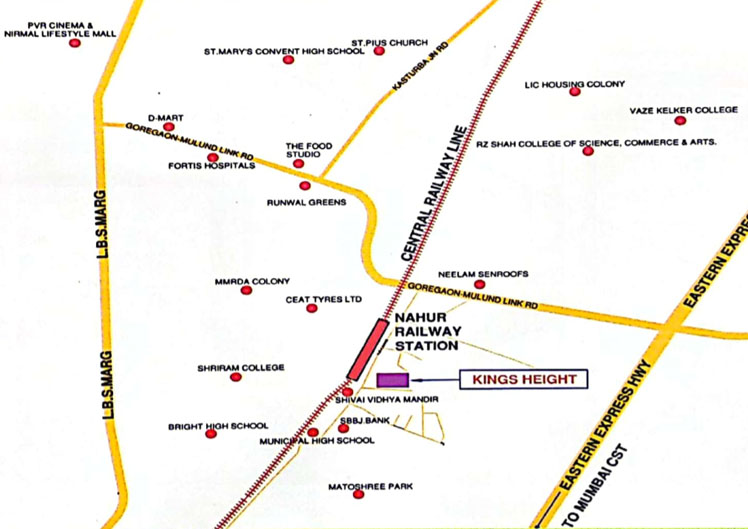 PVR CINEMA &
NIRMAL LIFESTYLE MALL
ST.MARY'S CONVENT HIGH SCHOOL
ST.PIUS CHURCH
KASTURBA JN RD
LIC HOUSING COLONY
VAZE KELKER COLLEGE
RZ SHAH COLLEGE OF SCIENCE, COMMERCE & ARTS.
D-MART
GOREGAON-MULUND LINK RD
FORTIS HOSPITALS
THE FOOD
STUDIO
RUNWAL GREENS
CENTRAL RAILWAY LINE
L.B.S.MARG
EASTERN EXPRE
NEELAM SENROOFS
GOREGAON-MULUND LINK RD
MMRDA COLONY
CEAT TYRES LTD
NAHUR
RAILWAY
STATION
L.B.S.MARG
SHRIRAM COLLEGE
KINGS HEIGHT
SHIVAI VIDHYA MANDIR
EASTERN EXPRESS HWY
BRIGHT HIGH SCHOOL
SBBJ.BANK
MUNICIPAL HIGH SCHOOL
TO MUMBAI CST
MATOSHREE PARK